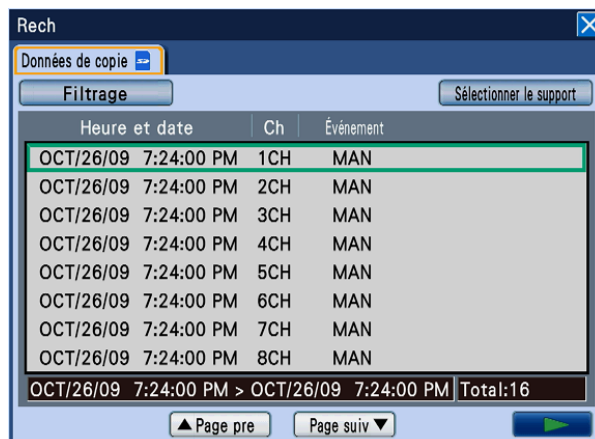 Rech
Données de copie
Filtrage
Sélectionner le support
Heure et date Ch Événement
OCT/26/09 7:24:00 PM 1CH MAN
OCT/26/09 7:24:00 PM 2CH MAN
OCT/26/09 7:24:00 PM 3CH MAN
OCT/26/09 7:24:00 PM 4CH MAN
OCT/26/09 7:24:00 PM 5CH MAN
OCT/26/09 7:24:00 PM 6CH MAN
OCT/26/09 7:24:00 PM 7CH MAN
OCT/26/09 7:24:00 PM 8CH MAN
OCT/26/09 7:24:00 PM > OCT/26/09 7:24:00 PM Total:16
▲ Page pre Page suiv ▼